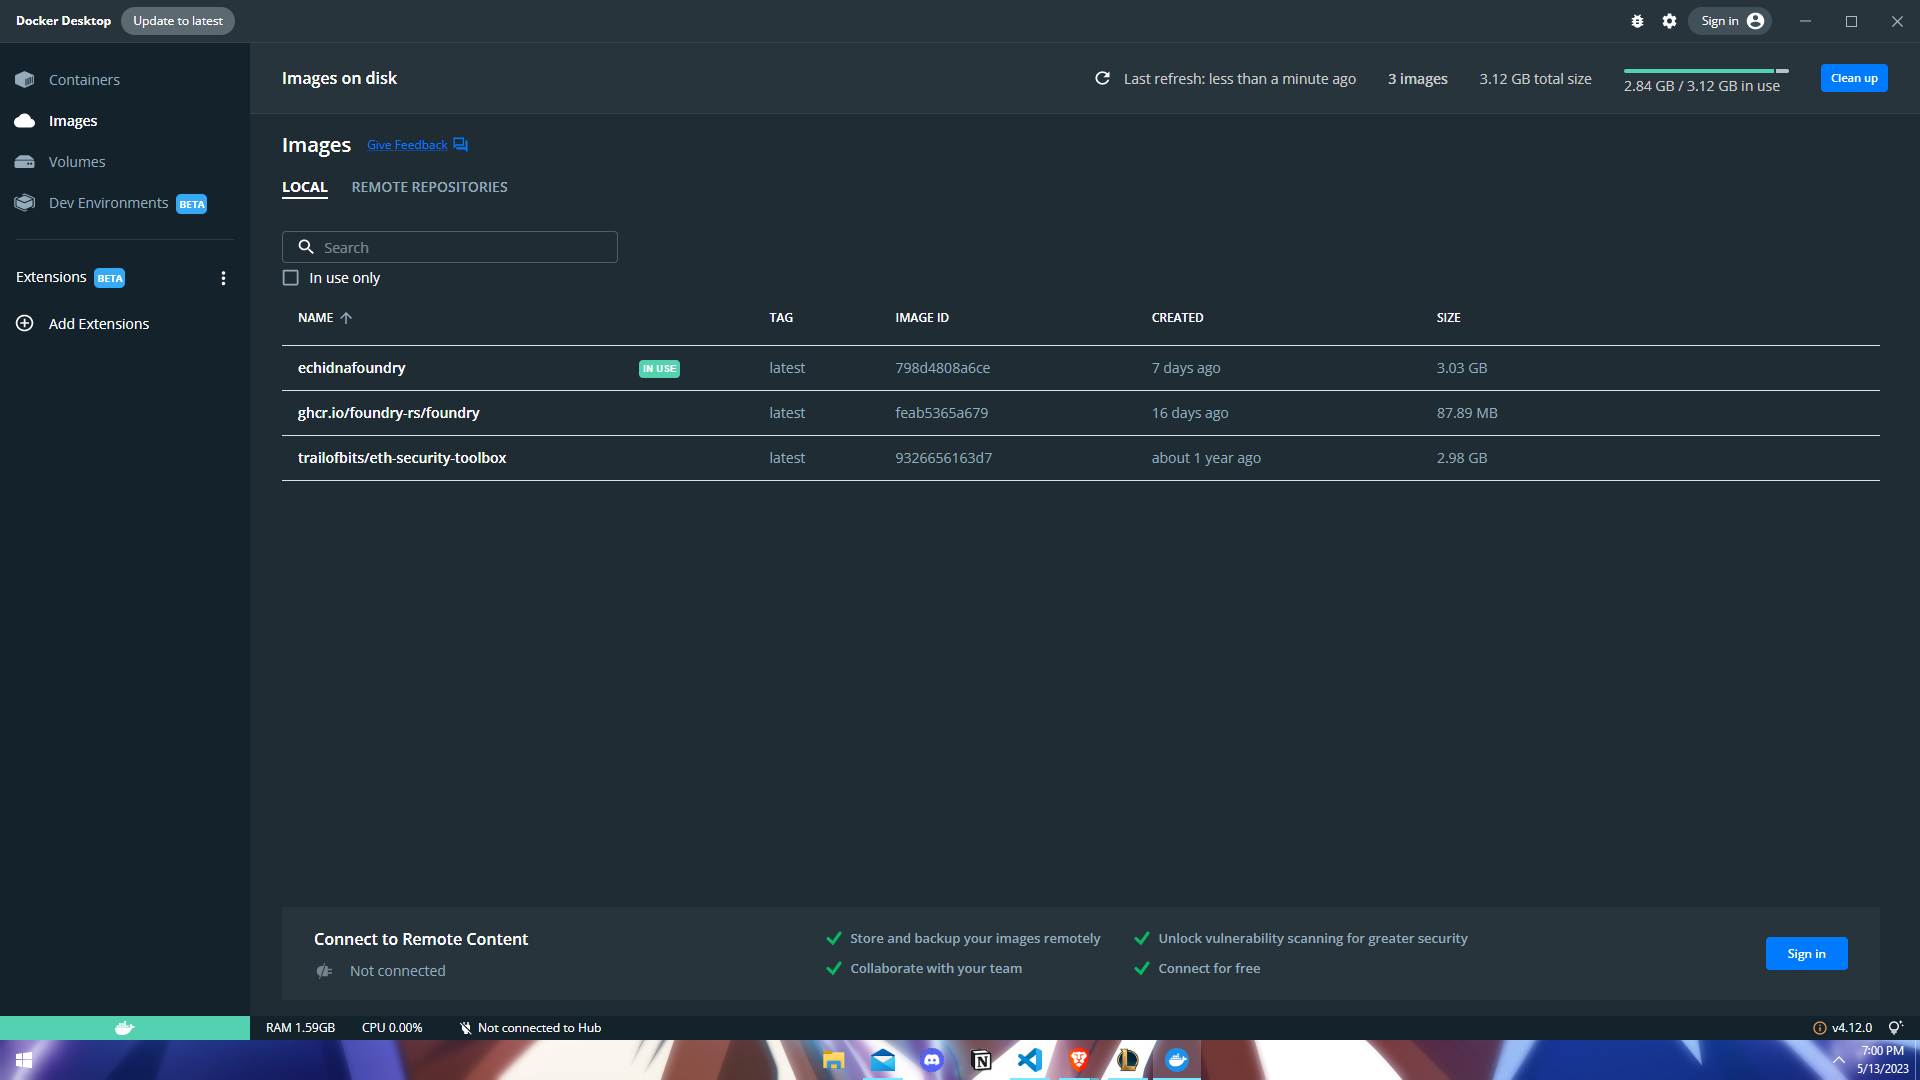 Docker Desktop Update to latest Sign in
Containers
Images
Volumes
Dev Environments BETA
Extensions BETA
Add Extensions
Images on disk Last refresh: less than a minute ago 3 images 3.12 GB total size 2.84 GB / 3.12 GB in use Clean up
Images Give Feedback
LOCAL REMOTE REPOSITORIES
Search
In use only
NAME TAG IMAGE ID CREATED SIZE
echidnafoundry IN USE latest 798d4808a6ce 7 days ago 3.03 GB
ghcr.io/foundry-rs/foundry latest feab5365a679 16 days ago 87.89 MB
trailofbits/eth-security-toolbox latest 9326656163d7 about 1 year ago 2.98 GB
Connect to Remote Content
Not connected
Store and backup your images remotely Unlock vulnerability scanning for greater security
Collaborate with your team Connect for free
Sign in
RAM 1.59GB CPU 0.00% Not connected to Hub v4.12.0
7:00 PM
5/13/2023